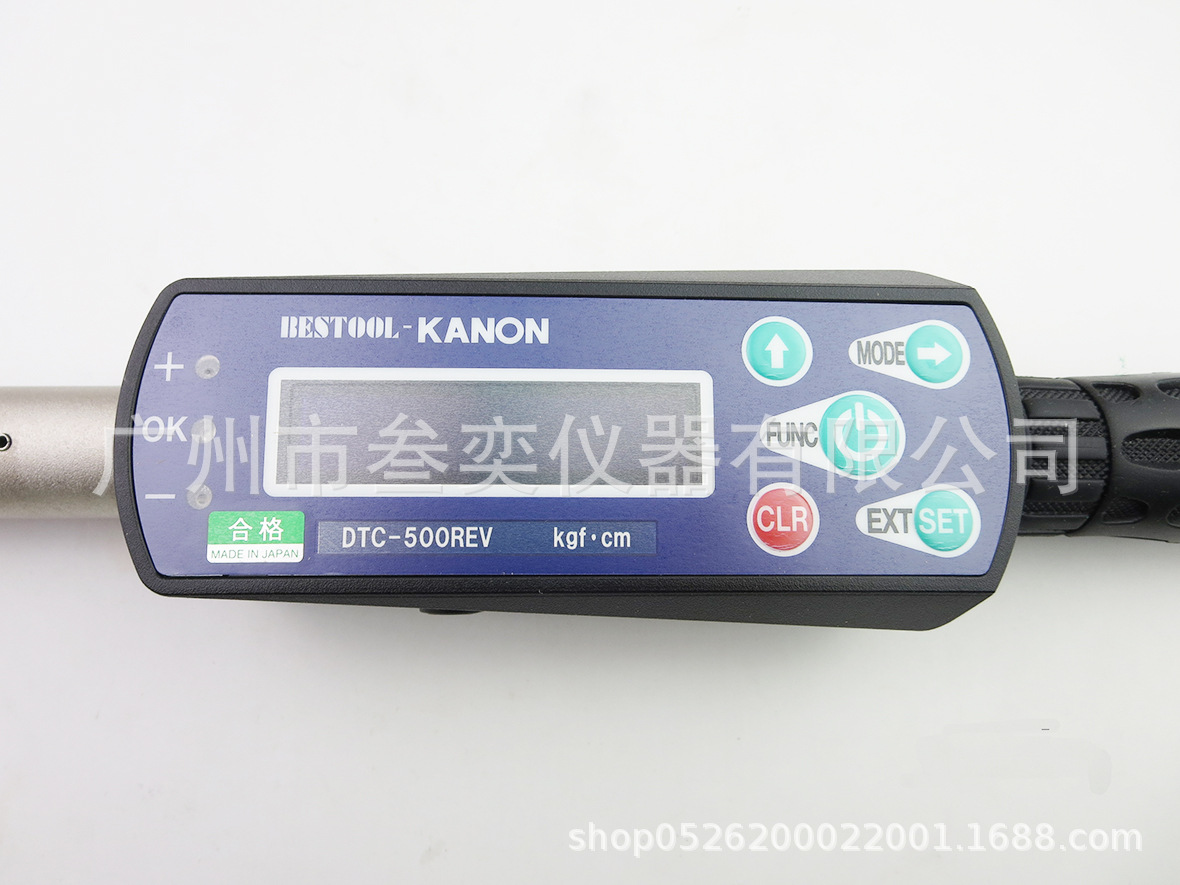 BESTOOL-KANON
+
OK
−
MODE
FUNC
CLR
EXT SET
合格
MADE IN JAPAN
DTC-500REV kgf·cm
广州市叁奕仪器有限公司
shop0526200022001.1688.com